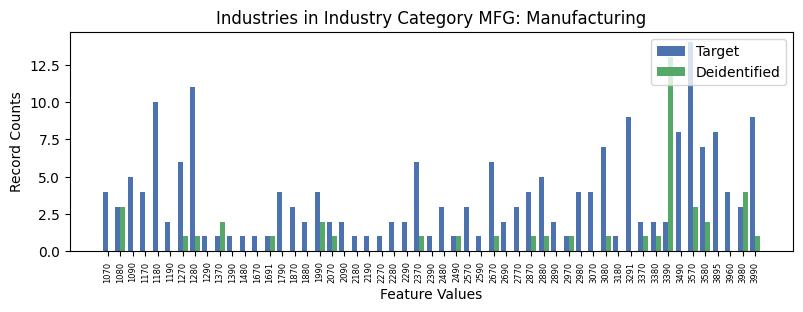 Industries in Industry Category MFG: Manufacturing
Target
Deidentified
Record Counts
12.5
10.0
7.5
5.0
2.5
0.0
1070 1080 1090 1170 1180 1190 1270 1280 1290 1370 1390 1480 1670 1691 1790 1870 1880 1990 2070 2090 2180 2190 2270 2280 2290 2370 2390 2480 2490 2570 2590 2670 2690 2770 2870 2880 2890 2970 2980 3070 3080 3180 3291 3370 3380 3390 3490 3570 3580 3895 3960 3980 3990
Feature Values